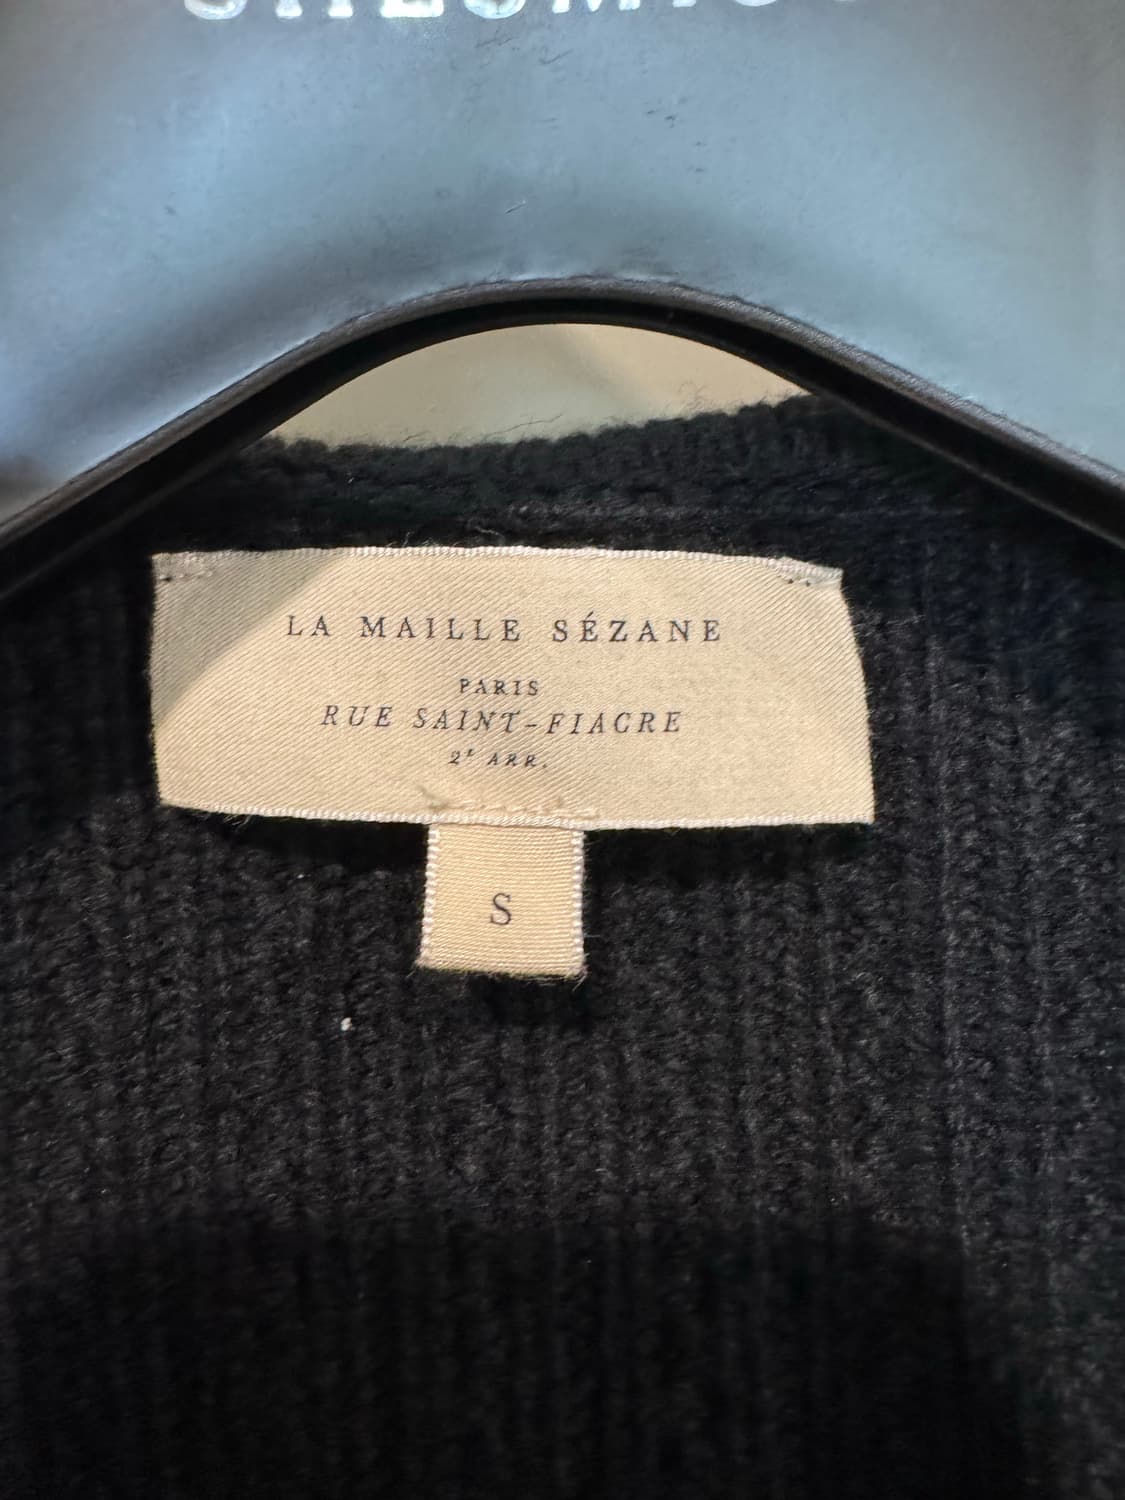 LA MAILLE SÉZANE
PARIS
RUE SAINT-FIACRE
2E ARR.
S